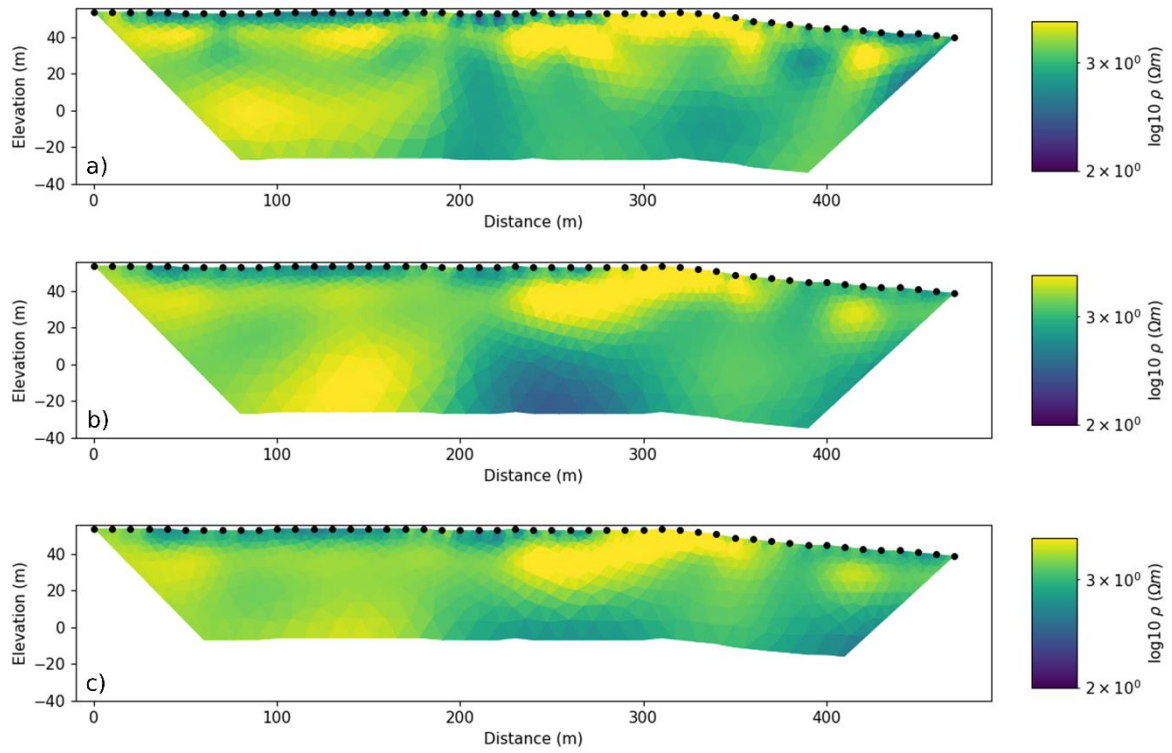 40
20
0
−20
−40
Elevation (m)
a)
0 100 200 300 400
Distance (m)
3 × 10⁰
2 × 10⁰
log10 ρ (Ωm)
40
20
0
−20
−40
Elevation (m)
b)
0 100 200 300 400
Distance (m)
3 × 10⁰
2 × 10⁰
log10 ρ (Ωm)
40
20
0
−20
−40
Elevation (m)
c)
0 100 200 300 400
Distance (m)
3 × 10⁰
2 × 10⁰
log10 ρ (Ωm)